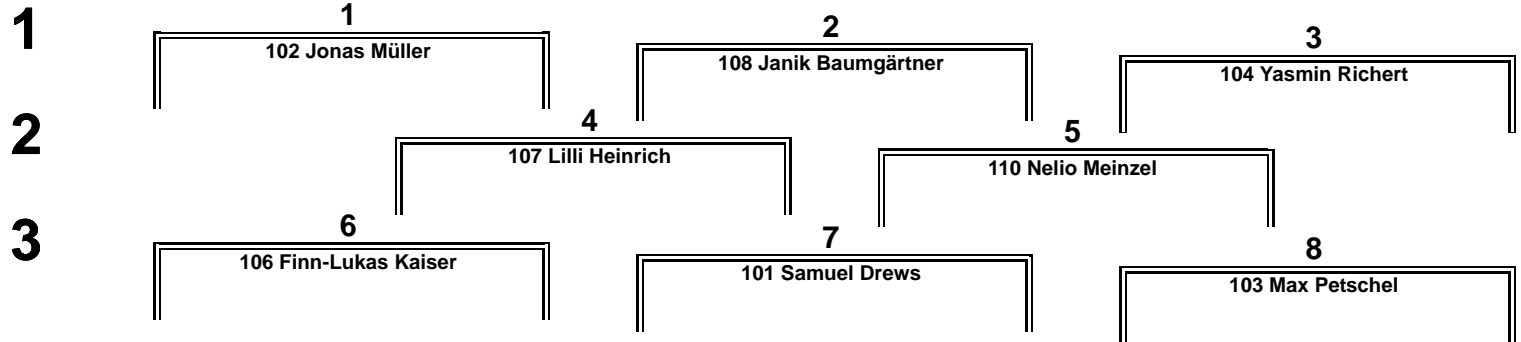 1
1
102 Jonas Müller
2
108 Janik Baumgärtner
3
104 Yasmin Richert
2
4
107 Lilli Heinrich
5
110 Nelio Meinzel
3
6
106 Finn-Lukas Kaiser
7
101 Samuel Drews
8
103 Max Petschel